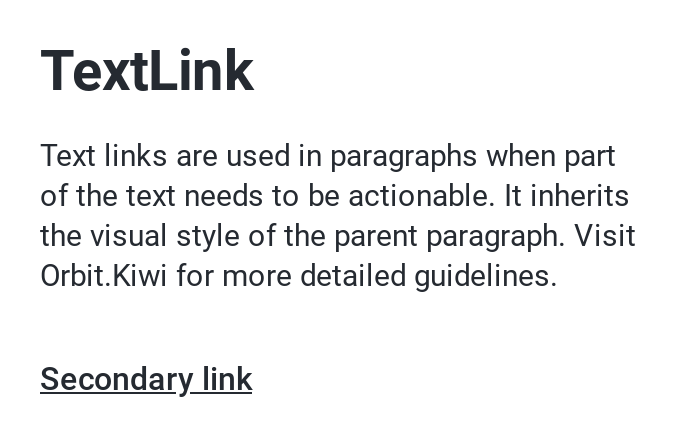 TextLink
Text links are used in paragraphs when part
of the text needs to be actionable. It inherits
the visual style of the parent paragraph. Visit
Orbit.Kiwi for more detailed guidelines.
Secondary link